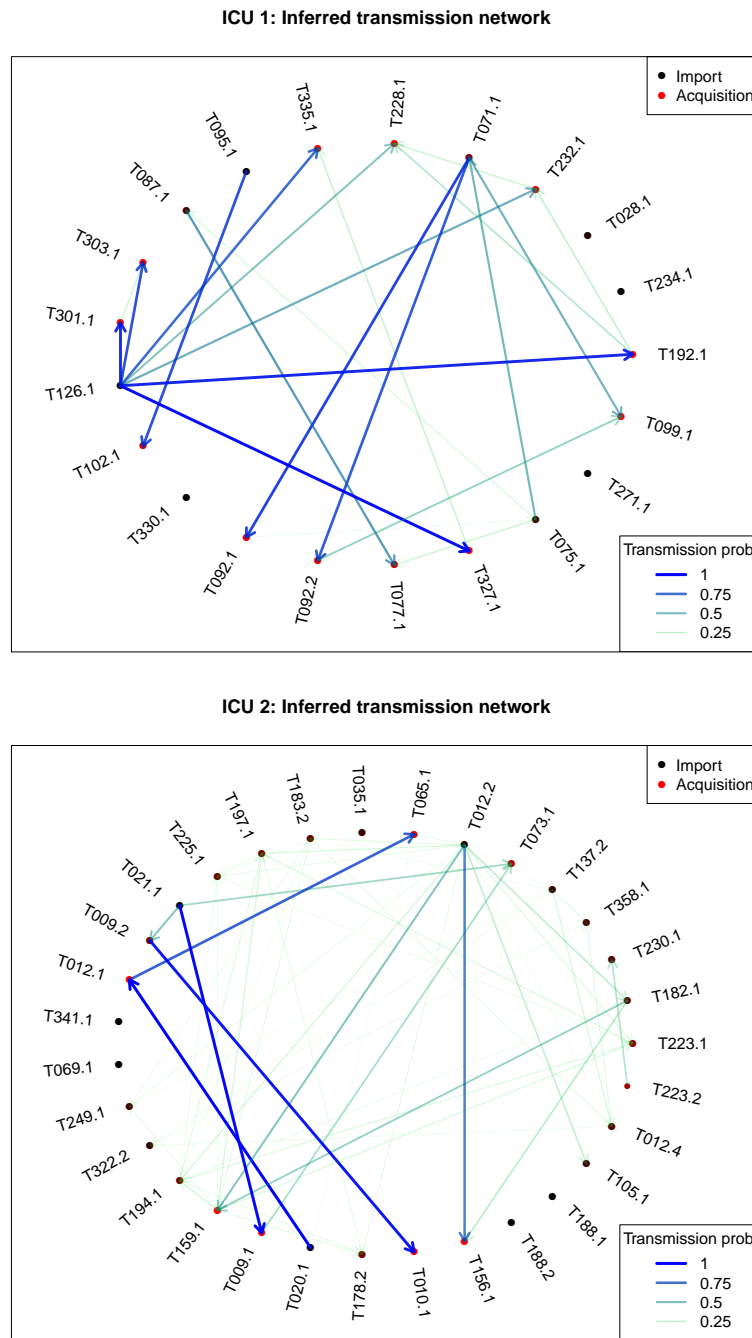 ICU 1: Inferred transmission network
Import
Acquisition
T335.1
T228.1
T071.1
T095.1
T232.1
T087.1
T028.1
T303.1
T234.1
T301.1
T192.1
T126.1
T099.1
T102.1
T271.1
T330.1
T075.1
T092.1
T092.2
T077.1
T327.1
Transmission prob
1
0.75
0.5
0.25
ICU 2: Inferred transmission network
Import
Acquisition
T035.1
T065.1
T183.2
T012.2
T197.1
T073.1
T225.1
T137.2
T021.1
T358.1
T009.2
T230.1
T012.1
T182.1
T341.1
T223.1
T069.1
T223.2
T249.1
T012.4
T322.2
T105.1
T194.1
T188.1
T159.1
T188.2
T009.1
T020.1
T178.2
T010.1
T156.1
Transmission prob
1
0.75
0.5
0.25